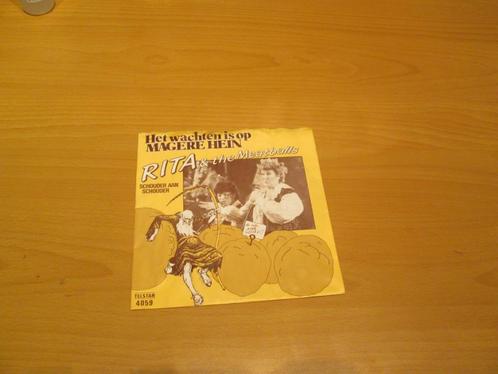 Het wachten is op
MAGERE HEIN
RITA & the Meatballs
SCHOUDER AAN
SCHOUDER
TELSTAR
4059